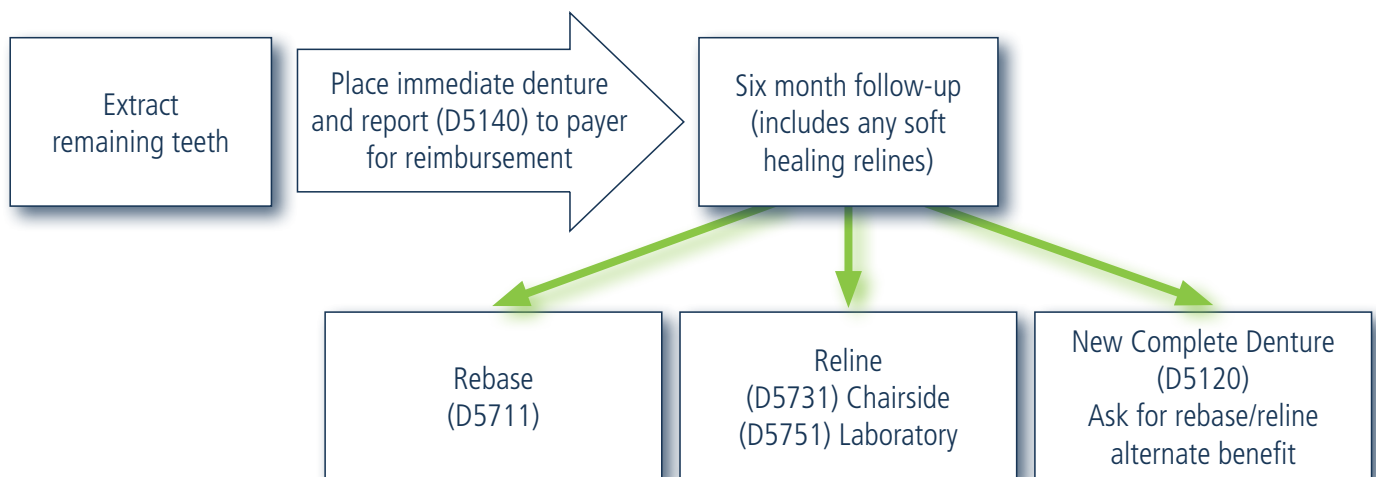 Extract
remaining teeth
Place immediate denture
and report (D5140) to payer
for reimbursement
Six month follow-up
(includes any soft
healing relines)
Rebase
(D5711)
Reline
(D5731) Chairside
(D5751) Laboratory
New Complete Denture
(D5120)
Ask for rebase/reline
alternate benefit